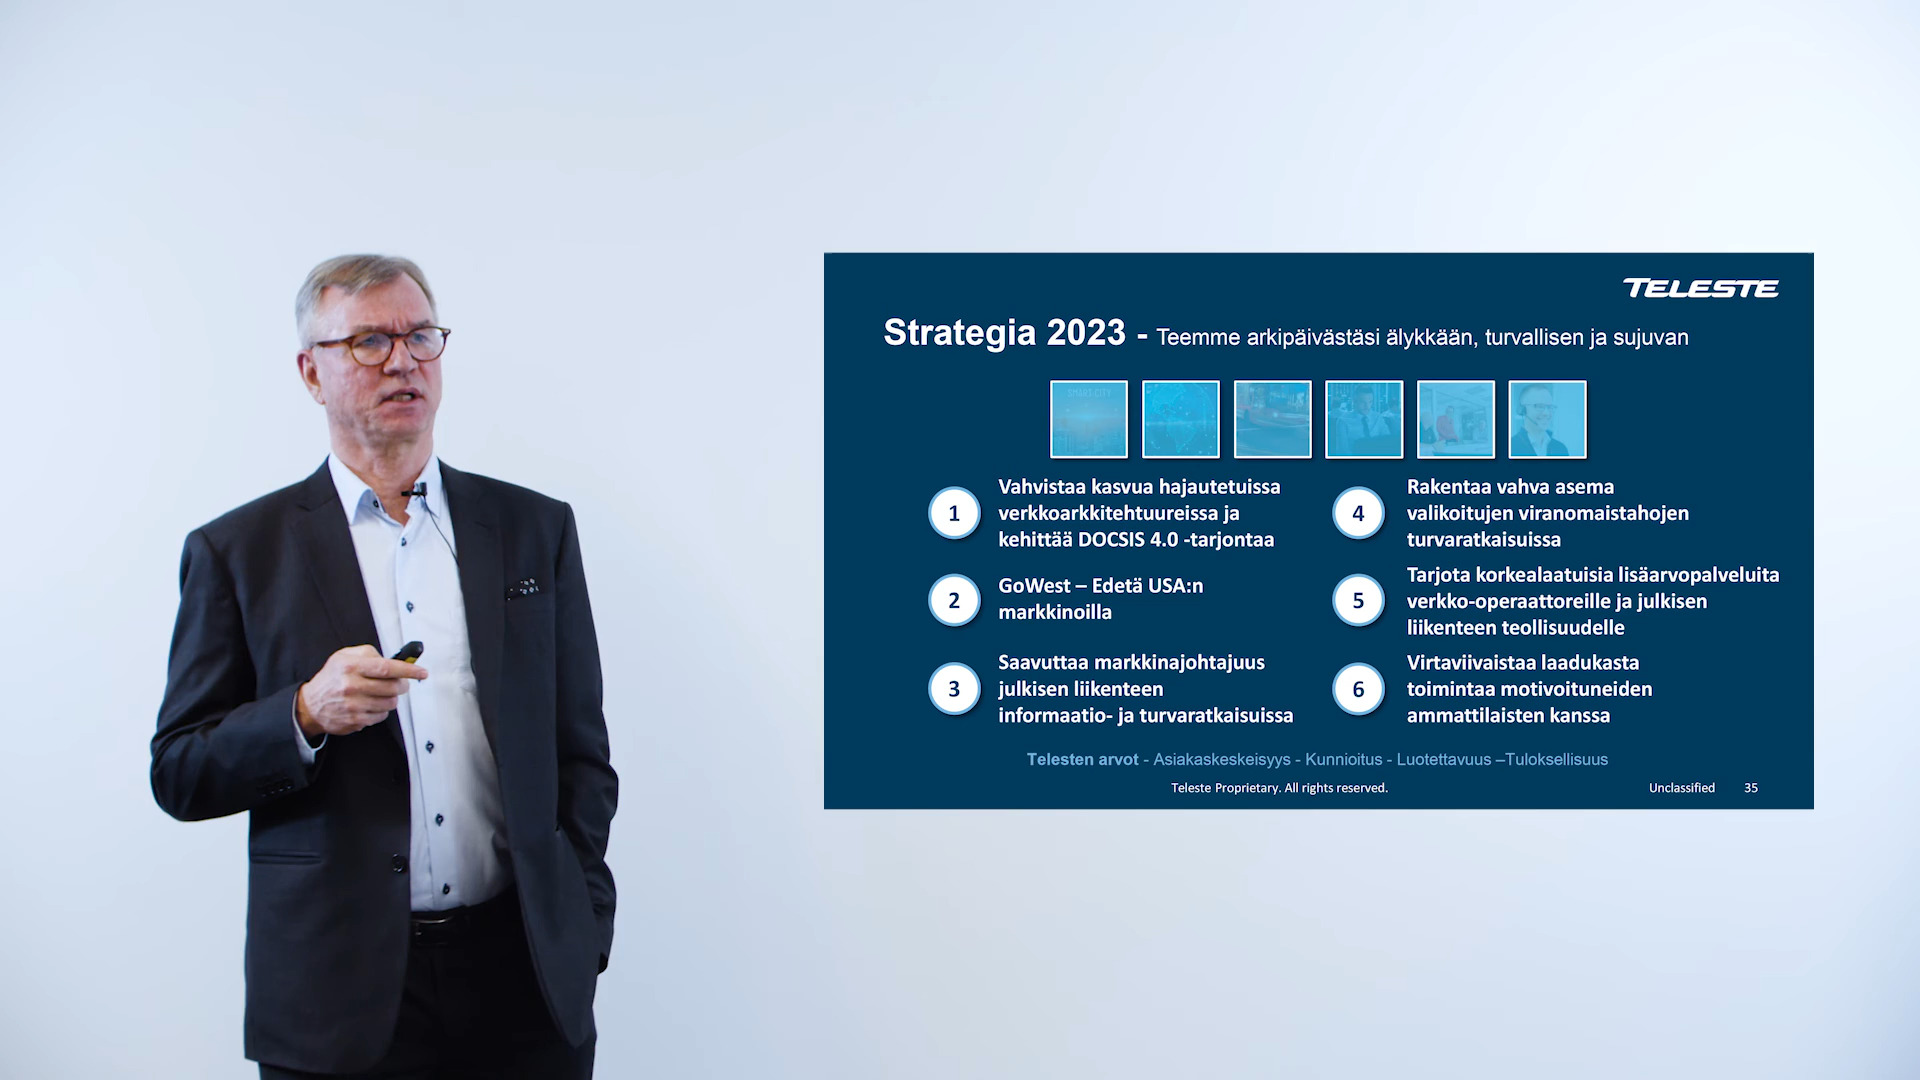 TELESTE
Strategia 2023 - Teemme arkipäivästäsi älykkään, turvallisen ja sujuvan
SMART CITY
1
Vahvistaa kasvua hajautetuissa
verkkoarkkitehtuureissa ja
kehittää DOCSIS 4.0 -tarjontaa
2
GoWest – Edetä USA:n
markkinoilla
3
Saavuttaa markkinajohtajuus
julkisen liikenteen
informaatio- ja turvaratkaisuissa
4
Rakentaa vahva asema
valikoitujen viranomaistahojen
turvaratkaisuissa
5
Tarjota korkealaatuisia lisäarvopalveluita
verkko-operaattoreille ja julkisen
liikenteen teollisuudelle
6
Virtaviivaistaa laadukasta
toimintaa motivoituneiden
ammattilaisten kanssa
Telesten arvot - Asiakaskeskeisyys - Kunnioitus - Luotettavuus –Tuloksellisuus
Teleste Proprietary. All rights reserved.
Unclassified 35